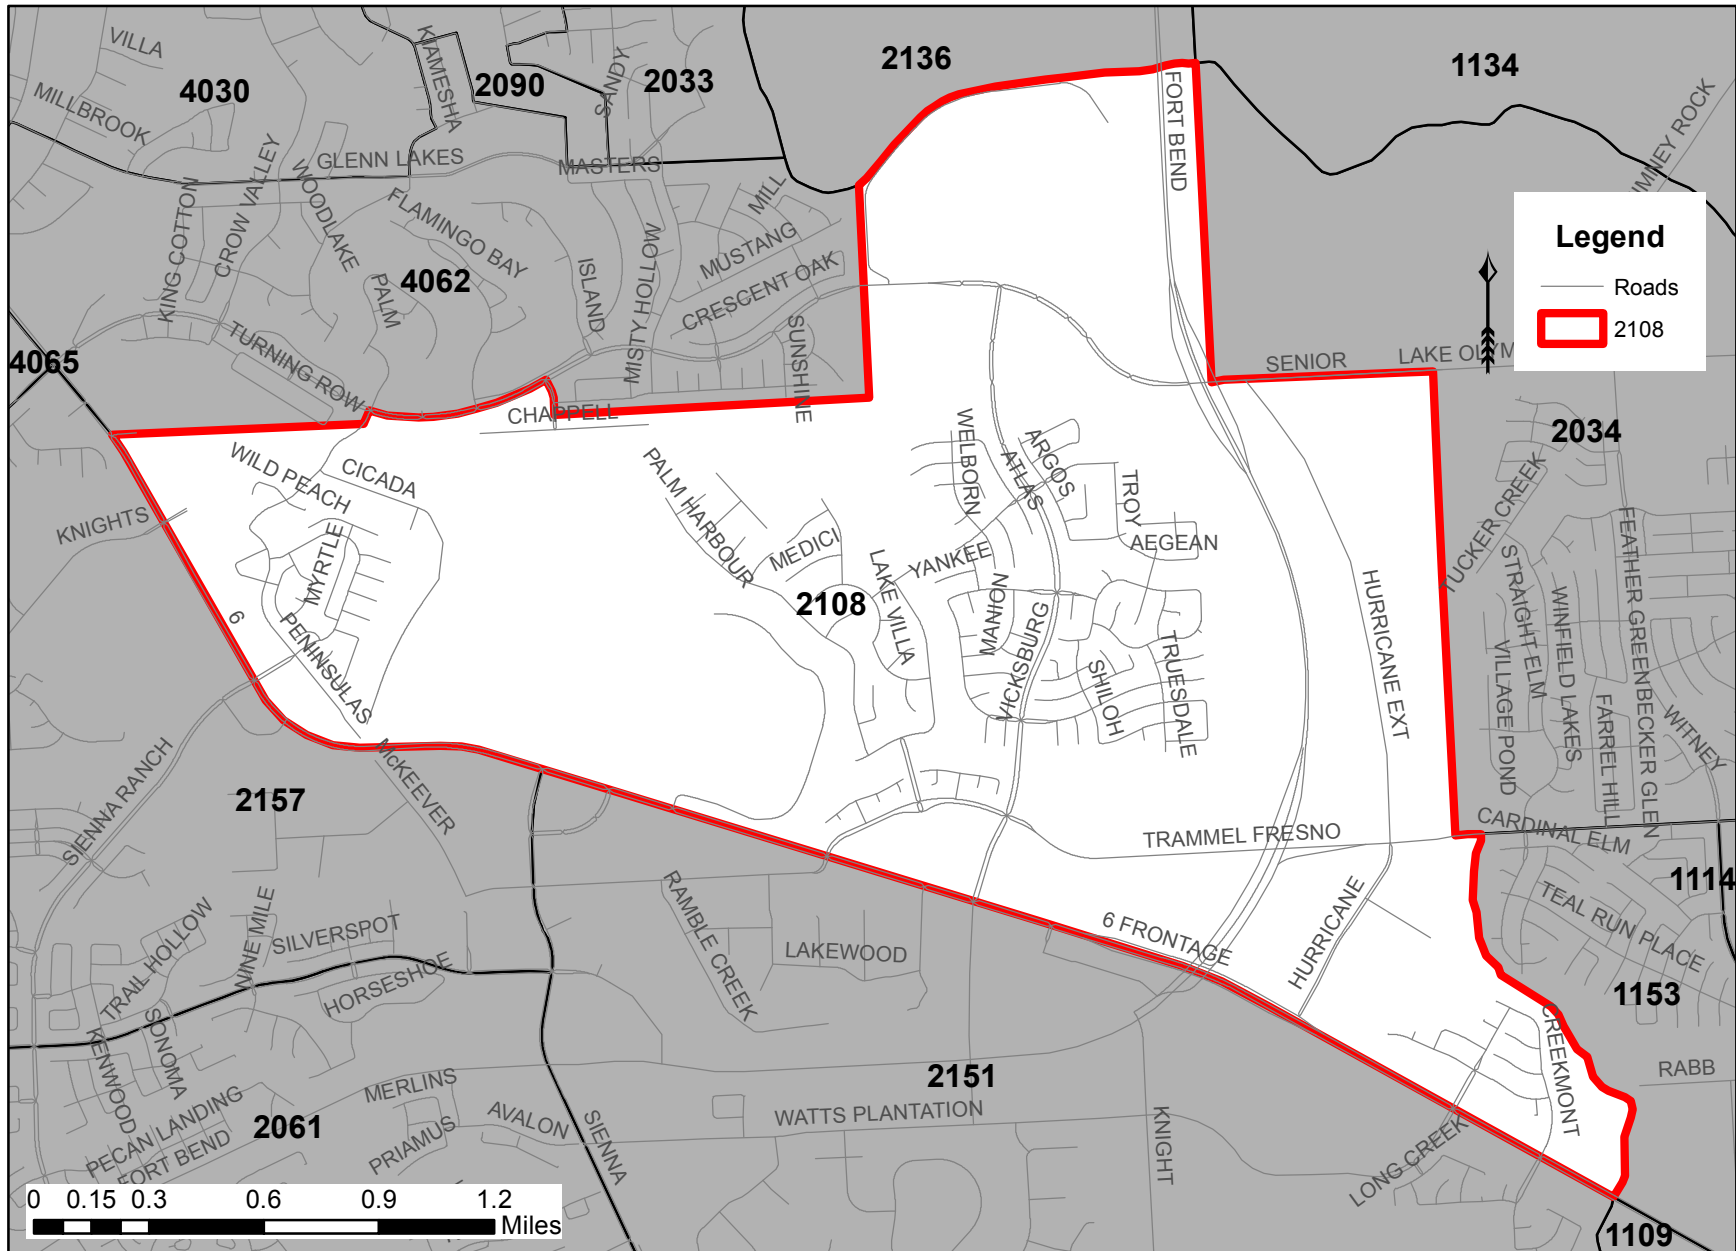 VILLA
KIAMESHA
2136
1134
4030
2090
2033
SANDY
MILLBROOK
FORT BEND
GLENN LAKES
MASTERS
KING COTTON
CROW VALLEY
WOODLAKE
FLAMINGO BAY
MILL
MUSTANG
CRESCENT OAK
4062
PALM
ISLAND
MISTY HOLLOW
SUNSHINE
TURNING ROW
4065
Legend
Roads
2108
SENIOR
CHAPPELL
2034
WILD PEACH
CICADA
KNIGHTS
PALM HARBOUR
WELBORN
ATLAS
ARGOS
TROY
AEGEAN
TUCKER CREEK
FEATHER GREEN
BECKER GLEN
STRAIGHT ELM
WINFIELD LAKES
VILLAGE POND
FARREL HILL
WITNEY
MYRTLE
MEDICI
YANKEE
LAKE VILLA
2108
MANION
VICKSBURG
SHILOH
TRUESDALE
HURRICANE EXT
6
PENINSULAS
McKEEVER
SIENNA RANCH
2157
TRAMMEL FRESNO
CARDINAL ELM
1114
TEAL RUN PLACE
NINE MILE
SILVERSPOT
TRAIL HOLLOW
HORSESHOE
RAMBLE CREEK
LAKEWOOD
6 FRONTAGE
HURRICANE
1153
SONOMA
KENWOOD
CREEKMONT
RABB
2151
MERLINS
AVALON
WATTS PLANTATION
SIENNA
KNIGHT
PECAN LANDING
FORT BEND
2061
PRIAMUS
LONG CREEK
0 0.15 0.3 0.6 0.9 1.2
Miles
1109